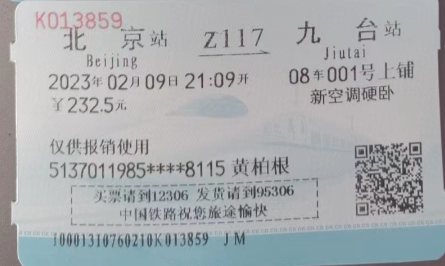 K013859
北京站 Z117 九台站
Beijing Jiutai
2023年02月09日21:09开 08车001号上铺
￥232.5元 新空调硬卧
仅供报销使用
5137011985****8115 黄柏根
买票请到12306 发货请到95306
中国铁路祝您旅途愉快
10001310760210K013859 JM